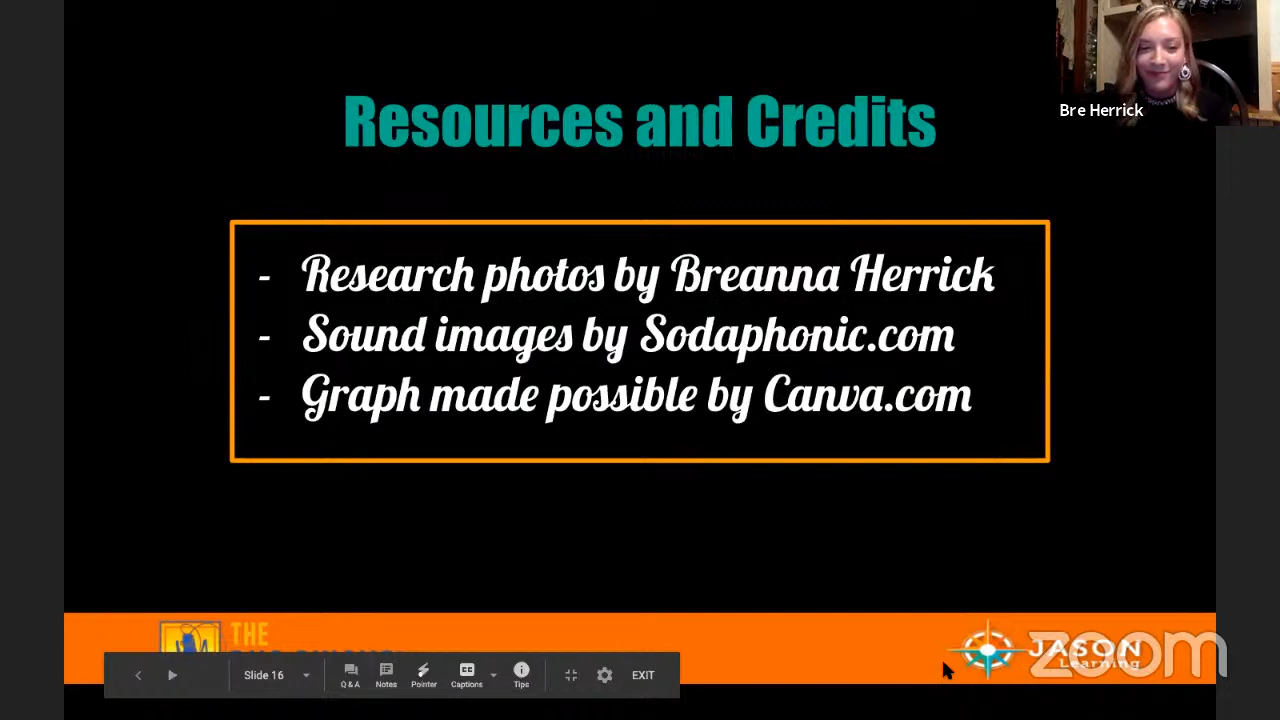 Bre Herrick
Resources and Credits
- Research photos by Breanna Herrick
- Sound images by Sodaphonic.com
- Graph made possible by Canva.com
THE
JASON
Learning
zoom
Slide 16
Q & A
Notes
Pointer
Captions
Tips
EXIT